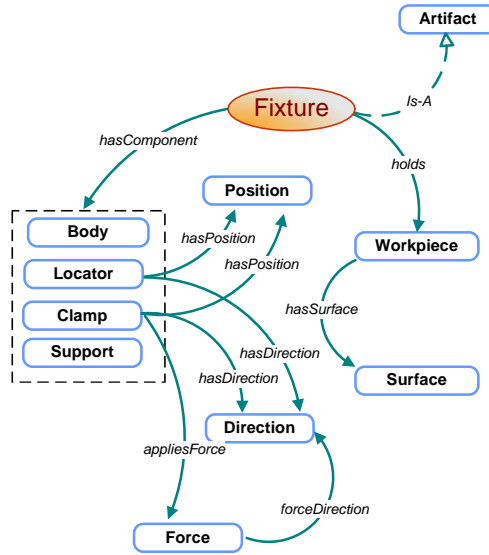 Artifact
Is-A
Fixture
hasComponent
holds
Position
Body
hasPosition
Workpiece
hasPosition
Locator
Clamp
hasSurface
Support
hasDirection
hasDirection
Surface
Direction
appliesForce
forceDirection
Force